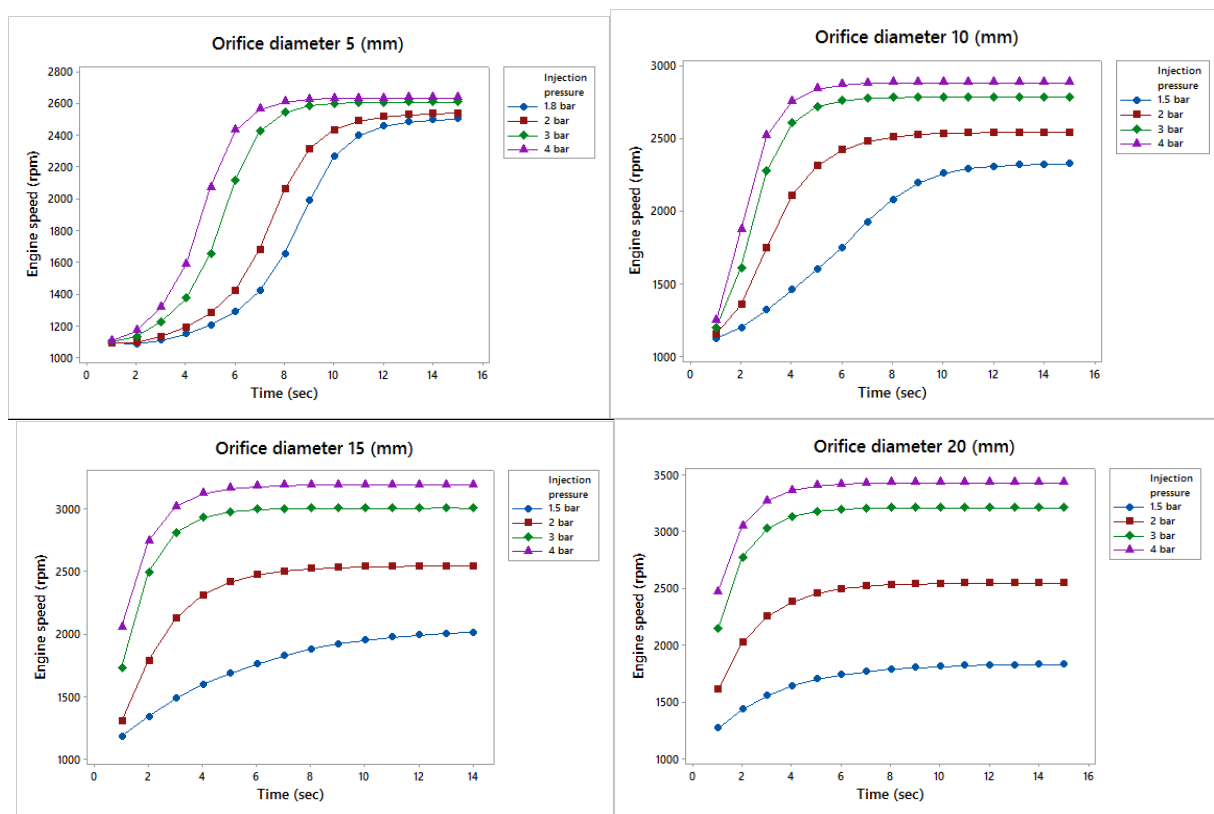 Orifice diameter 5 (mm)
Engine speed (rpm)
2800
2600
2400
2200
2000
1800
1600
1400
1200
1000
0 2 4 6 8 10 12 14 16
Time (sec)
Injection
pressure
1.8 bar
2 bar
3 bar
4 bar
Orifice diameter 10 (mm)
Engine speed (rpm)
3000
2500
2000
1500
1000
0 2 4 6 8 10 12 14 16
Time (sec)
Injection
pressure
1.5 bar
2 bar
3 bar
4 bar
Orifice diameter 15 (mm)
Engine speed (rpm)
3000
2500
2000
1500
1000
0 2 4 6 8 10 12 14
Time (sec)
Injection
pressure
1.5 bar
2 bar
3 bar
4 bar
Orifice diameter 20 (mm)
Engine speed (rpm)
3500
3000
2500
2000
1500
1000
0 2 4 6 8 10 12 14 16
Time (sec)
Injection
pressure
1.5 bar
2 bar
3 bar
4 bar